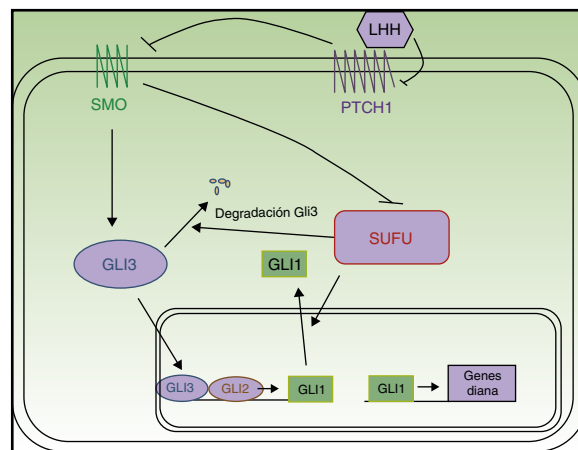 LHH
SMO
PTCH1
Degradación Gli3
SUFU
GLI3
GLI1
GLI3
GLI2
GLI1
GLI1
Genes
diana